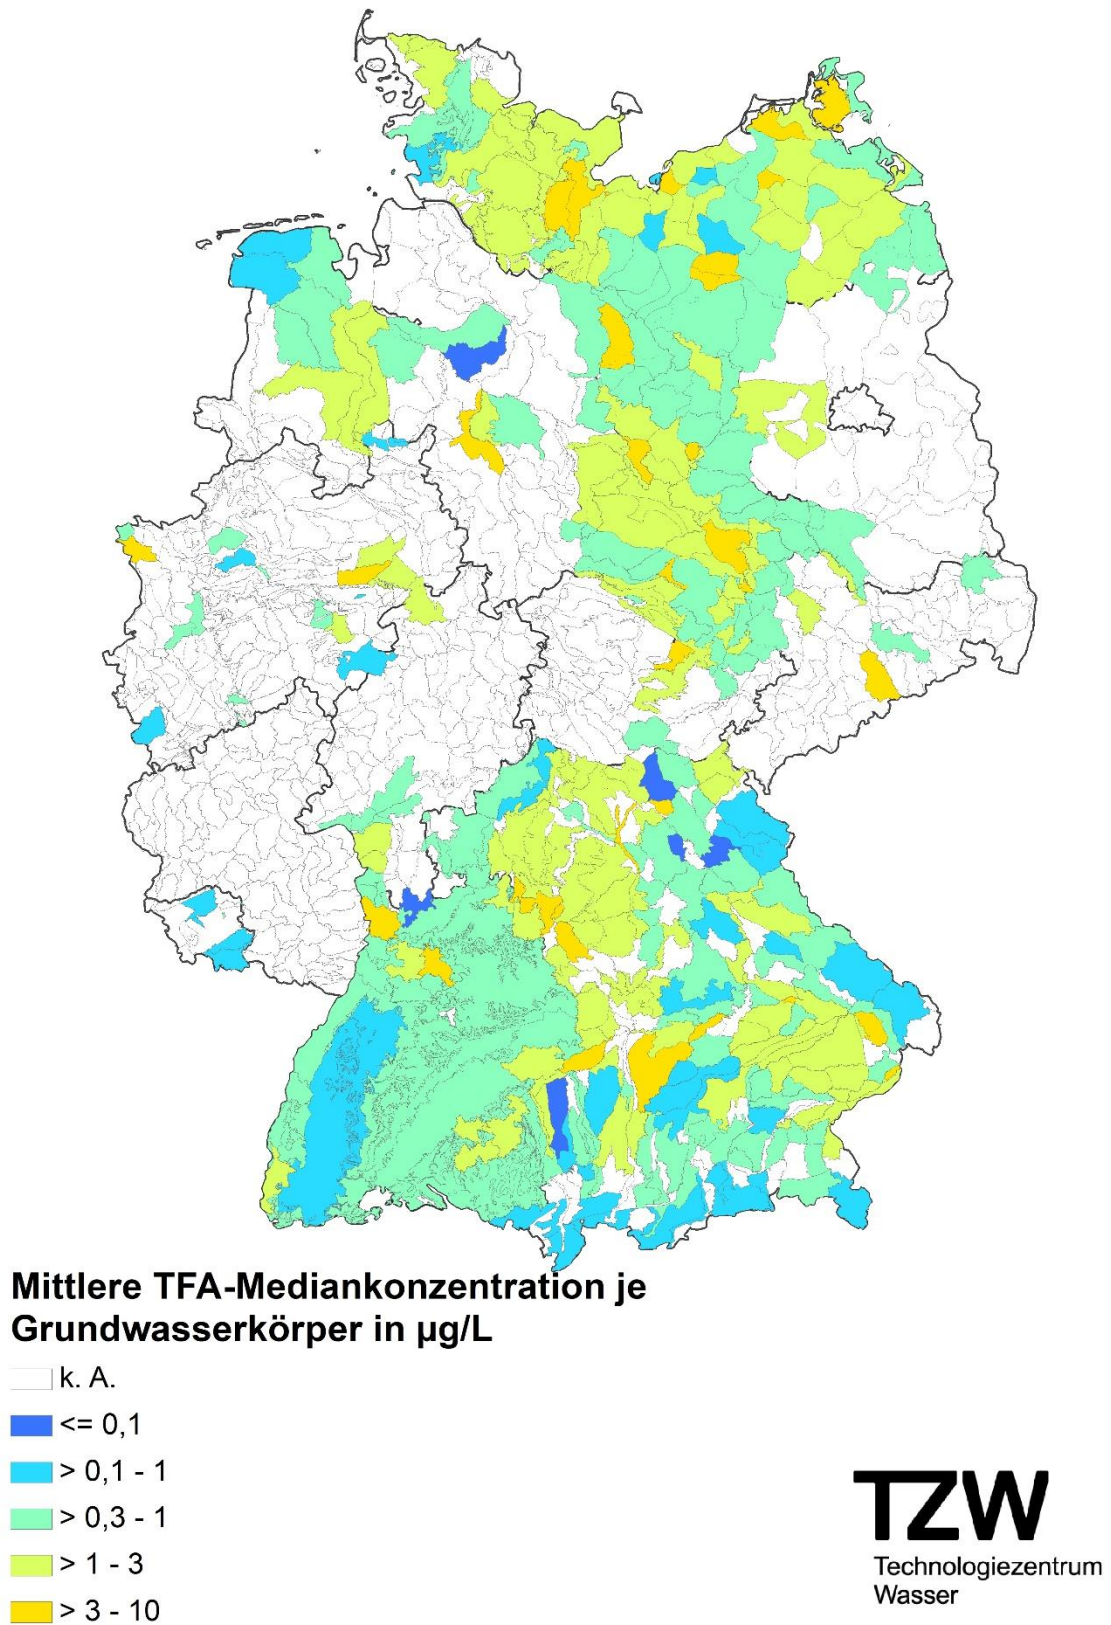 Mittlere TFA-Mediankonzentration je
Grundwasserkörper in µg/L
k. A.
<= 0,1
> 0,1 - 1
> 0,3 - 1
> 1 - 3
> 3 - 10
TZW
Technologiezentrum
Wasser